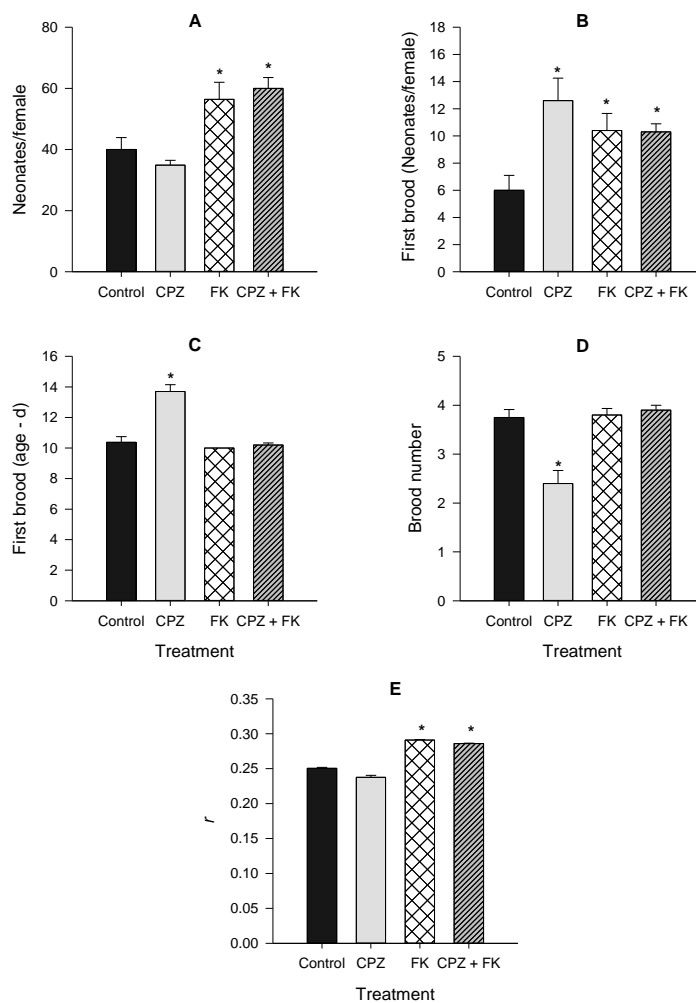 A
Neonates/female
80
60
40
20
0
* *
Control CPZ FK CPZ + FK
B
First brood (Neonates/female)
18
16
14
12
10
8
6
4
2
0
* * *
Control CPZ FK CPZ + FK
C
First brood (age - d)
16
14
12
10
8
6
4
2
0
*
Control CPZ FK CPZ + FK
Treatment
D
Brood number
5
4
3
2
1
0
*
Control CPZ FK CPZ + FK
Treatment
E
r
0.35
0.30
0.25
0.20
0.15
0.10
0.05
0.00
* *
Control CPZ FK CPZ + FK
Treatment